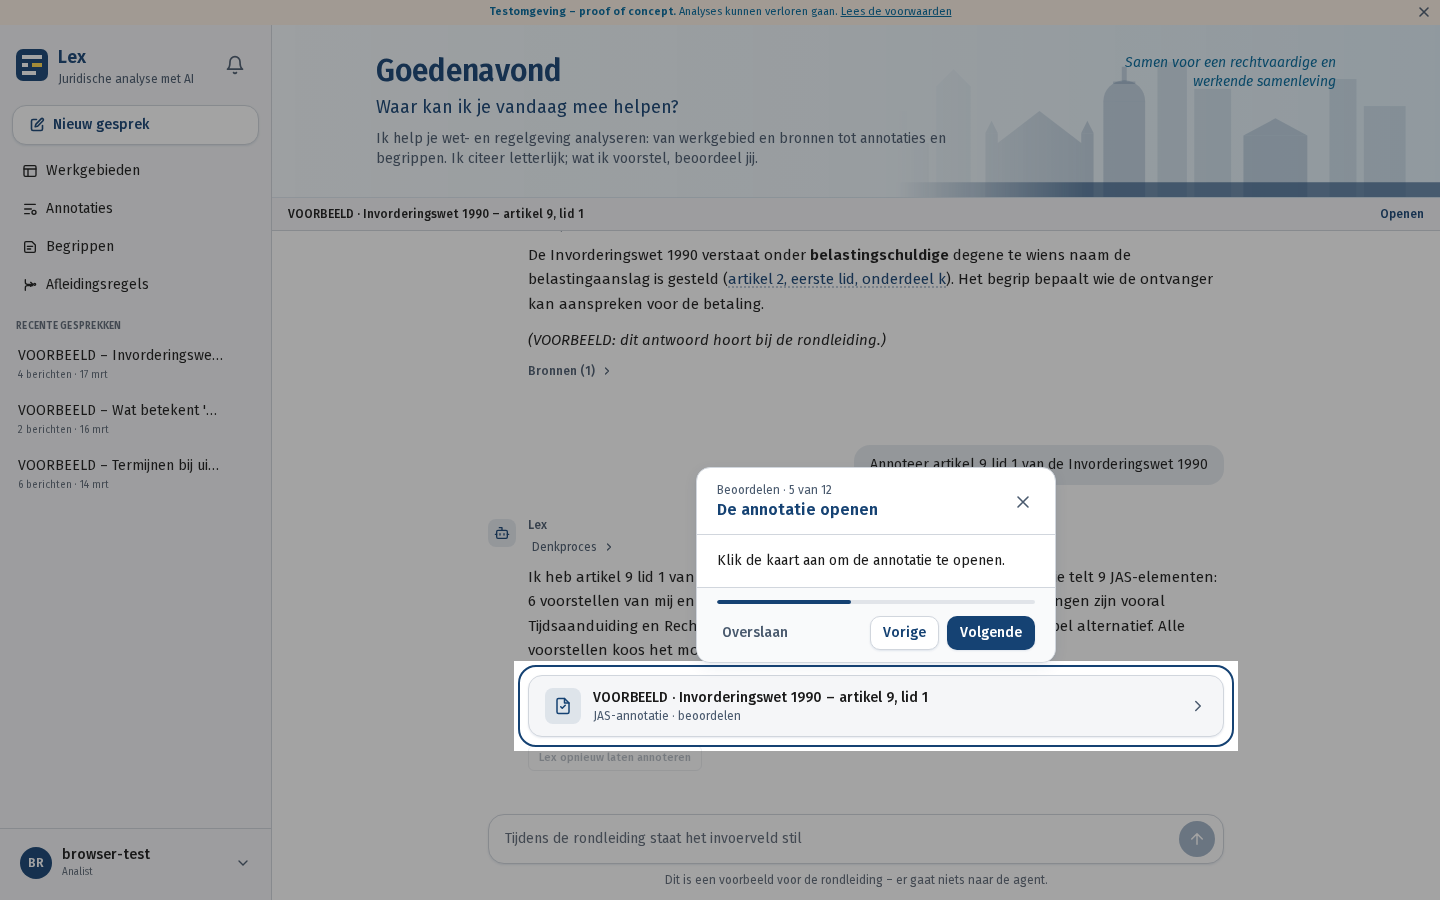 Testomgeving – proof of concept. Analyses kunnen verloren gaan. Lees de voorwaarden
Lex
Juridische analyse met AI
Nieuw gesprek
Werkgebieden
Annotaties
Begrippen
Afleidingsregels
RECENTE GESPREKKEN
VOORBEELD – Invorderingswe…
4 berichten · 17 mrt
VOORBEELD – Wat betekent '…
2 berichten · 16 mrt
VOORBEELD – Termijnen bij ui…
6 berichten · 14 mrt
BR
browser-test
Analist
Goedenavond
Waar kan ik je vandaag mee helpen?
Ik help je wet- en regelgeving analyseren: van werkgebied en bronnen tot annotaties en
begrippen. Ik citeer letterlijk; wat ik voorstel, beoordeel jij.
Samen voor een rechtvaardige en
werkende samenleving
VOORBEELD · Invorderingswet 1990 – artikel 9, lid 1
Openen
De Invorderingswet 1990 verstaat onder belastingschuldige degene te wiens naam de
belastingaanslag is gesteld (artikel 2, eerste lid, onderdeel k). Het begrip bepaalt wie de ontvanger
kan aanspreken voor de betaling.
(VOORBEELD: dit antwoord hoort bij de rondleiding.)
Bronnen (1)
Annoteer artikel 9 lid 1 van de Invorderingswet 1990
Lex
Denkproces
Ik heb artikel 9 lid 1 van
e telt 9 JAS-elementen:
6 voorstellen van mij en
ngen zijn vooral
Tijdsaanduiding en Rech
el alternatief. Alle
voorstellen koos het mo
Beoordelen · 5 van 12
De annotatie openen
Klik de kaart aan om de annotatie te openen.
Overslaan
Vorige
Volgende
VOORBEELD · Invorderingswet 1990 – artikel 9, lid 1
JAS-annotatie · beoordelen
Lex opnieuw laten annoteren
Tijdens de rondleiding staat het invoerveld stil
Dit is een voorbeeld voor de rondleiding – er gaat niets naar de agent.